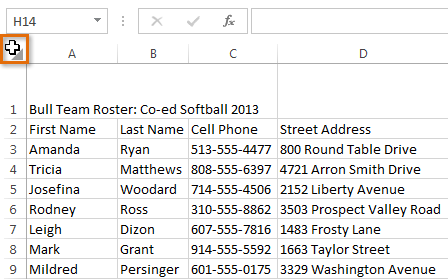 H14 fx
A B C D
1 Bull Team Roster: Co-ed Softball 2013
2 First Name Last Name Cell Phone Street Address
3 Amanda Ryan 513-555-4477 800 Round Table Drive
4 Tricia Matthews 808-555-6397 4721 Arron Smith Drive
5 Josefina Woodard 714-555-4506 2152 Liberty Avenue
6 Rodney Ross 310-555-8862 3503 Prospect Valley Road
7 Leigh Dizon 607-555-7816 1483 Frosty Lane
8 Mark Grant 914-555-5592 1663 Taylor Street
9 Mildred Persinger 601-555-0175 3329 Washington Avenue